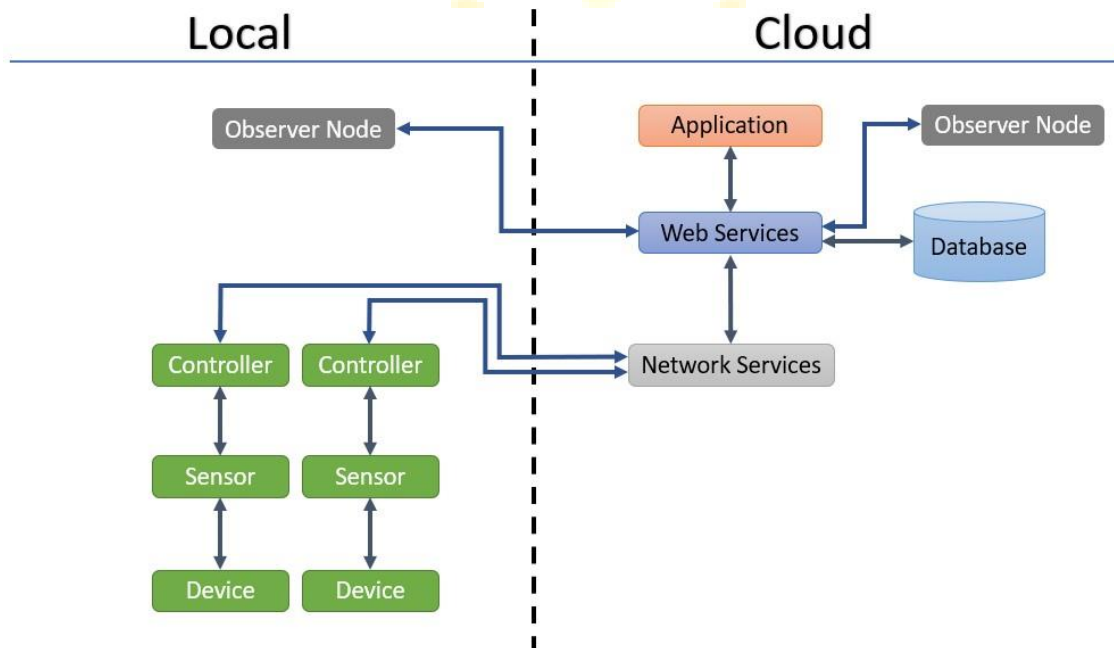 Local
Cloud
Observer Node
Application
Observer Node
Web Services
Database
Controller
Controller
Network Services
Sensor
Sensor
Device
Device